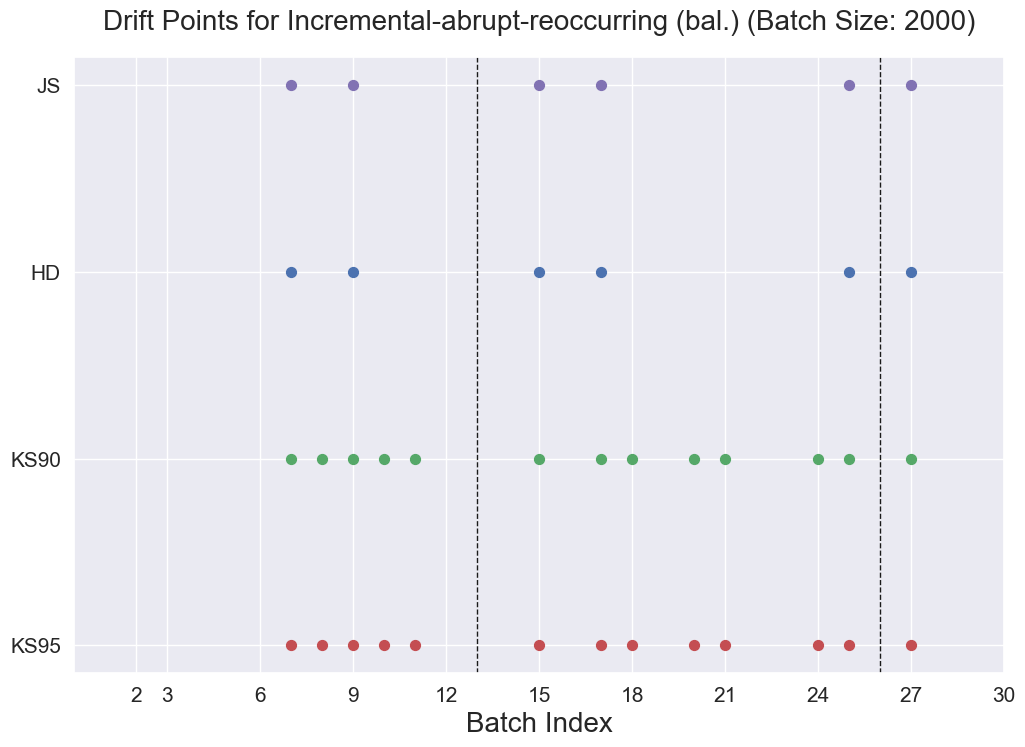 Drift Points for Incremental-abrupt-reoccurring (bal.) (Batch Size: 2000)
JS
HD
KS90
KS95
2 3 6 9 12 15 18 21 24 27 30
Batch Index